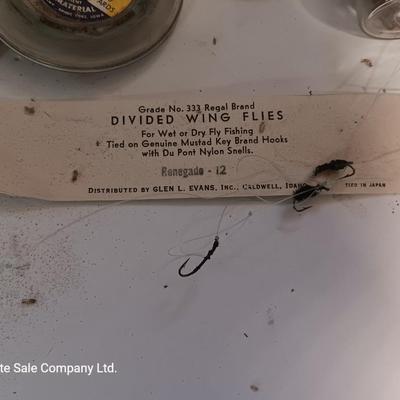 MATERIAL
Grade No. 333 Regal Brand
DIVIDED WING FLIES
For Wet or Dry Fly Fishing
Tied on Genuine Mustad Key Brand Hooks
with Du Pont Nylon Snells.
Renegade - 12
DISTRIBUTED BY GLEN L. EVANS, INC., CALDWELL, IDAHO
TIED IN JAPAN
te Sale Company Ltd.